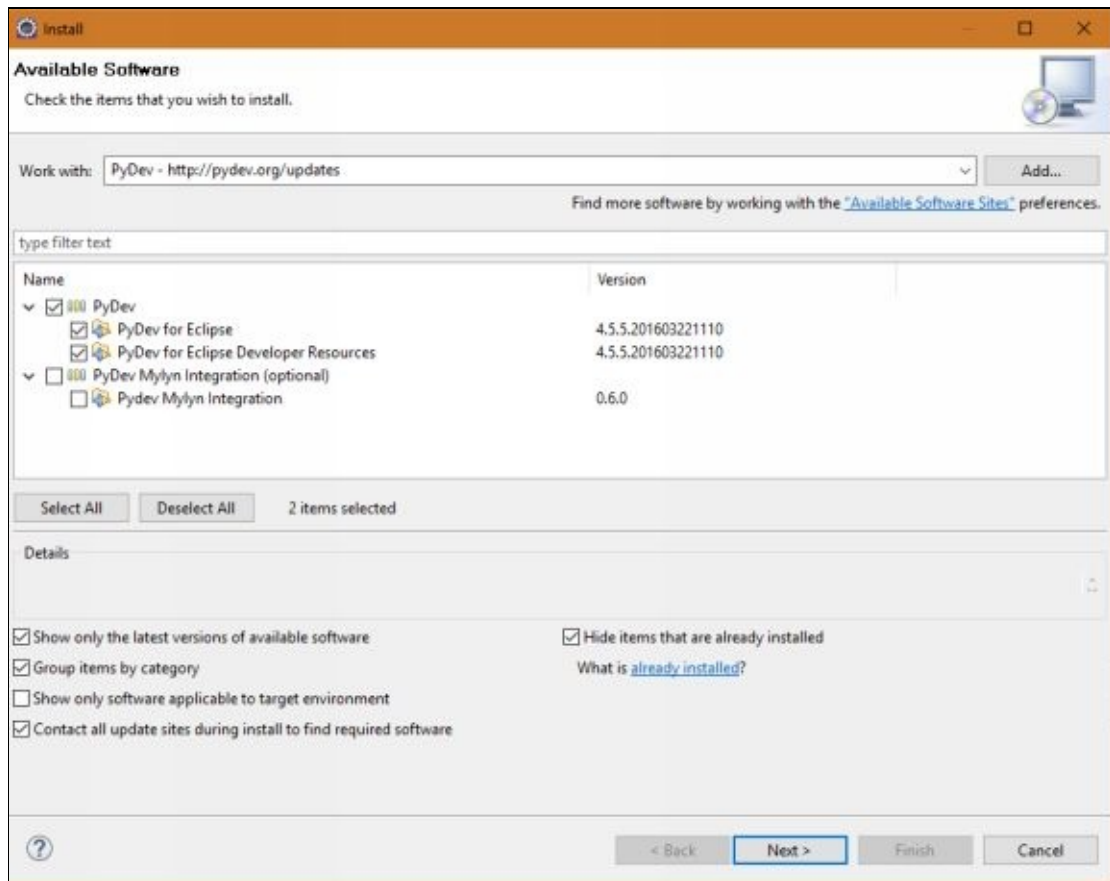 Install
Available Software
Check the items that you wish to install.
Work with: PyDev - http://pydev.org/updates Add...
Find more software by working with the "Available Software Sites" preferences.
type filter text
Name Version
PyDev
PyDev for Eclipse 4.5.5.201603221110
PyDev for Eclipse Developer Resources 4.5.5.201603221110
PyDev Mylyn Integration (optional)
Pydev Mylyn Integration 0.6.0
Select All Deselect All 2 items selected
Details
Show only the latest versions of available software Hide items that are already installed
Group items by category What is already installed?
Show only software applicable to target environment
Contact all update sites during install to find required software
? < Back Next > Finish Cancel